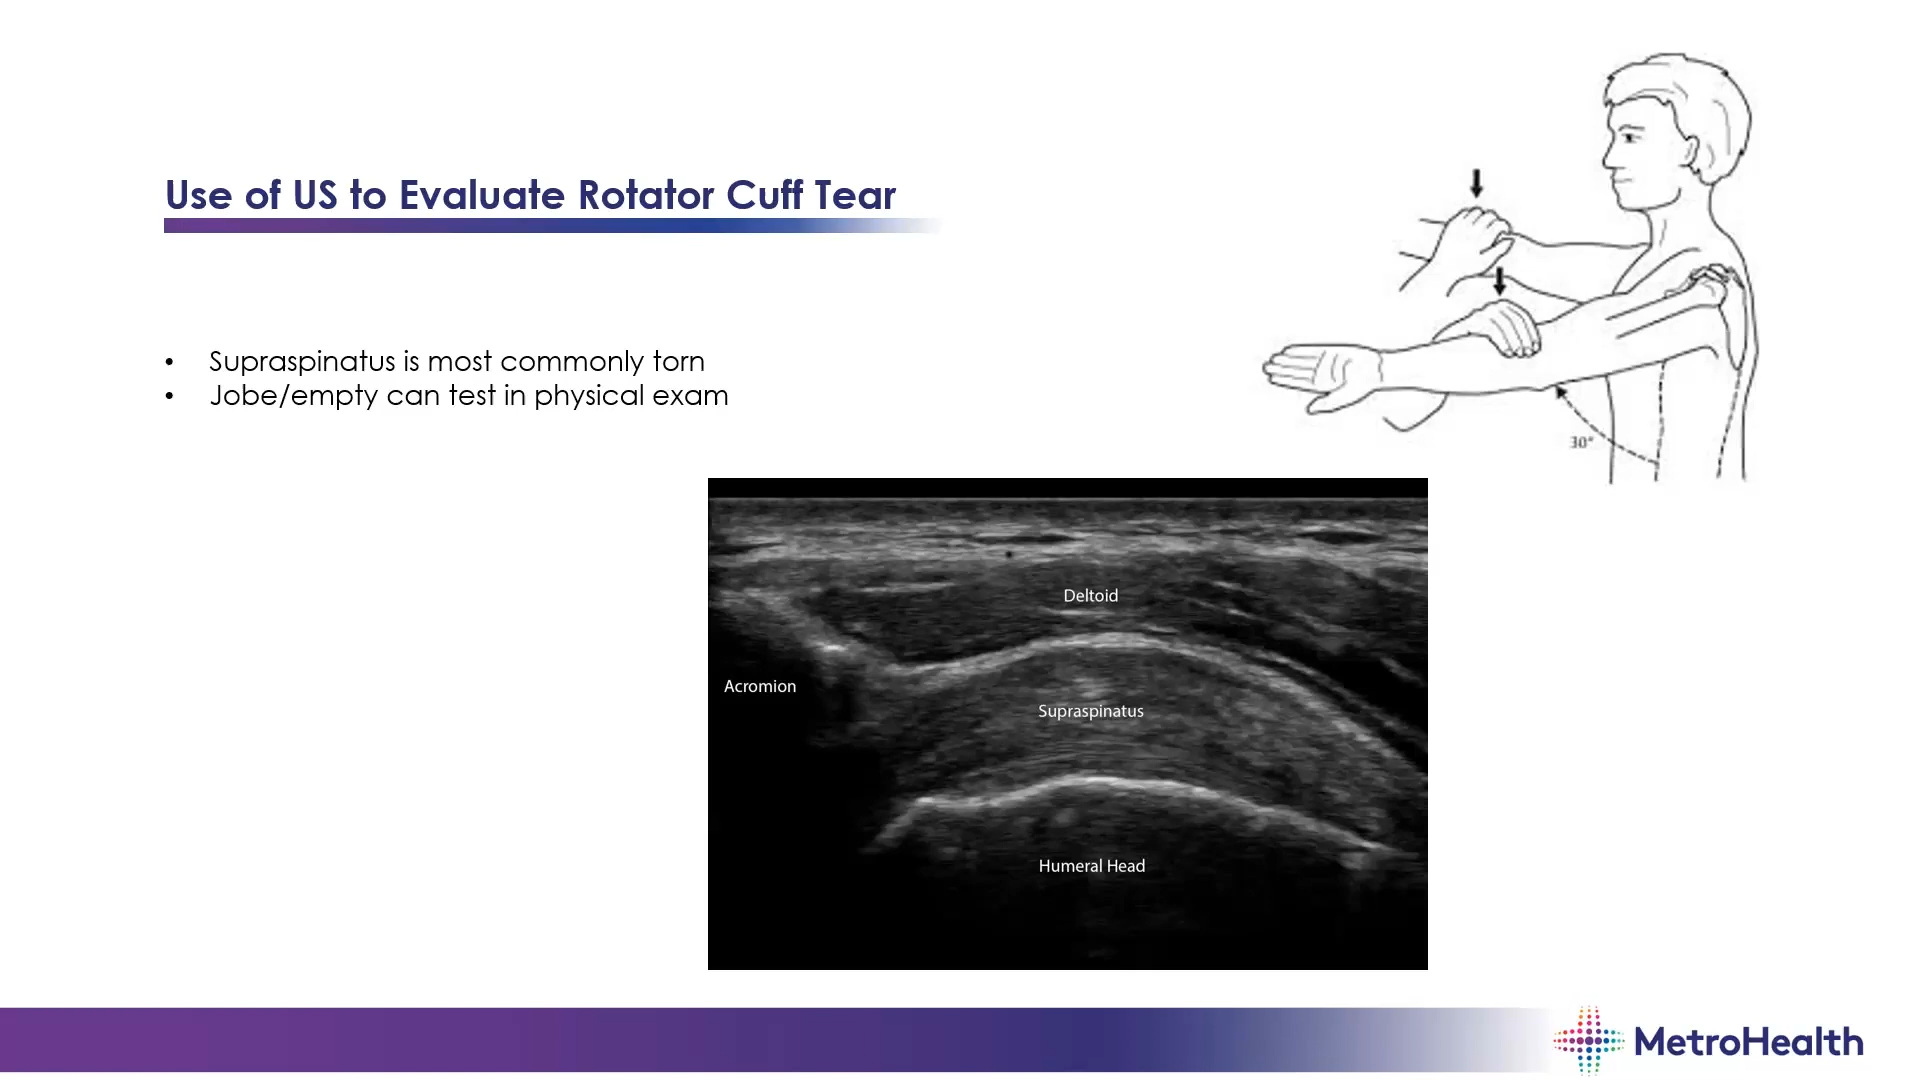 Use of US to Evaluate Rotator Cuff Tear
• Supraspinatus is most commonly torn
• Jobe/empty can test in physical exam
30°
Deltoid
Acromion
Supraspinatus
Humeral Head
MetroHealth